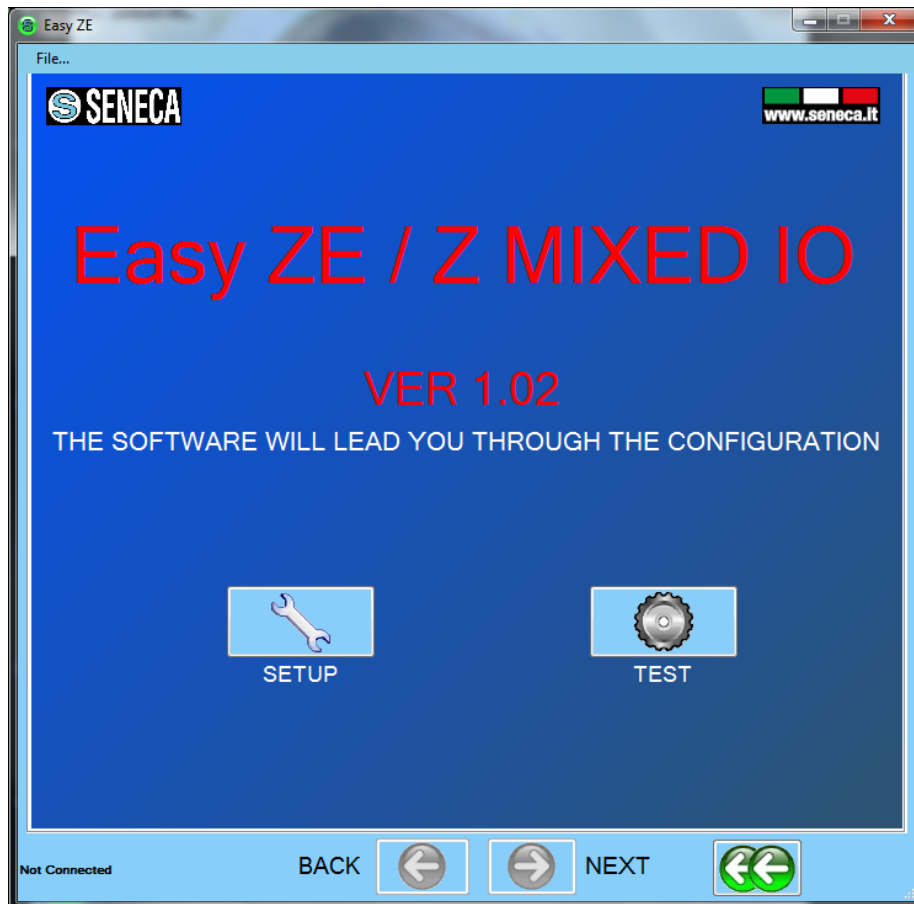 Easy ZE
File...
SENECA
www.seneca.it
Easy ZE / Z MIXED IO
VER 1.02
THE SOFTWARE WILL LEAD YOU THROUGH THE CONFIGURATION
SETUP
TEST
Not Connected
BACK
NEXT